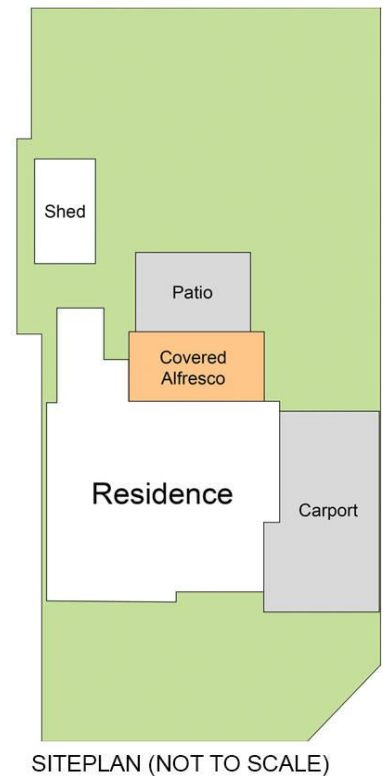 Shed
Patio
Covered
Alfresco
Residence
Carport
SITEPLAN (NOT TO SCALE)